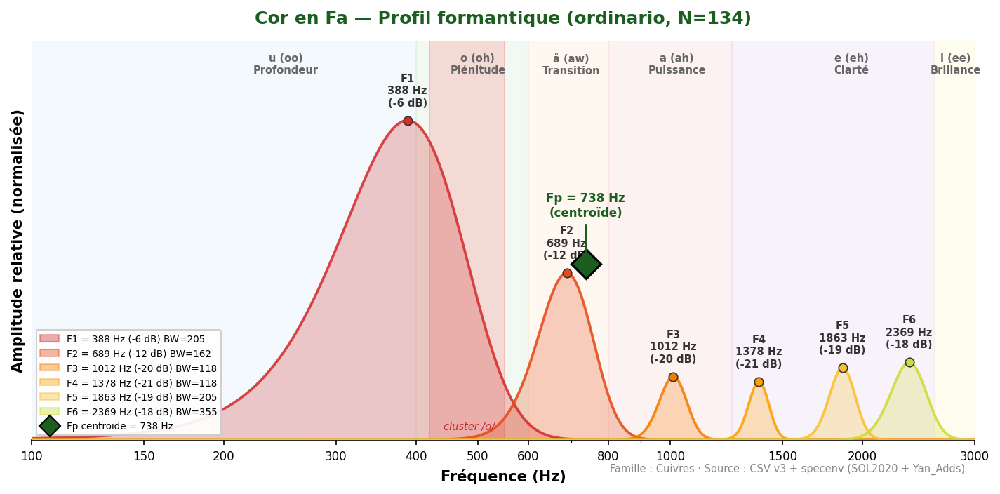 Cor en Fa — Profil formantique (ordinario, N=134)
u (oo)
Profondeur
o (oh)
Plénitude
å (aw)
Transition
a (ah)
Puissance
e (eh)
Clarté
i (ee)
Brillance
F1
388 Hz
(-6 dB)
Fp = 738 Hz
(centroïde)
F2
689 Hz
(-12 dB)
F3
1012 Hz
(-20 dB)
F4
1378 Hz
(-21 dB)
F5
1863 Hz
(-19 dB)
F6
2369 Hz
(-18 dB)
Amplitude relative (normalisée)
F1 = 388 Hz (-6 dB) BW=205
F2 = 689 Hz (-12 dB) BW=162
F3 = 1012 Hz (-20 dB) BW=118
F4 = 1378 Hz (-21 dB) BW=118
F5 = 1863 Hz (-19 dB) BW=205
F6 = 2369 Hz (-18 dB) BW=355
Fp centroïde = 738 Hz
cluster /o/
100 150 200 300 400 500 600 800 1000 1500 2000 3000
Fréquence (Hz)
Famille : Cuivres · Source : CSV v3 + specenv (SOL2020 + Yan_Adds)